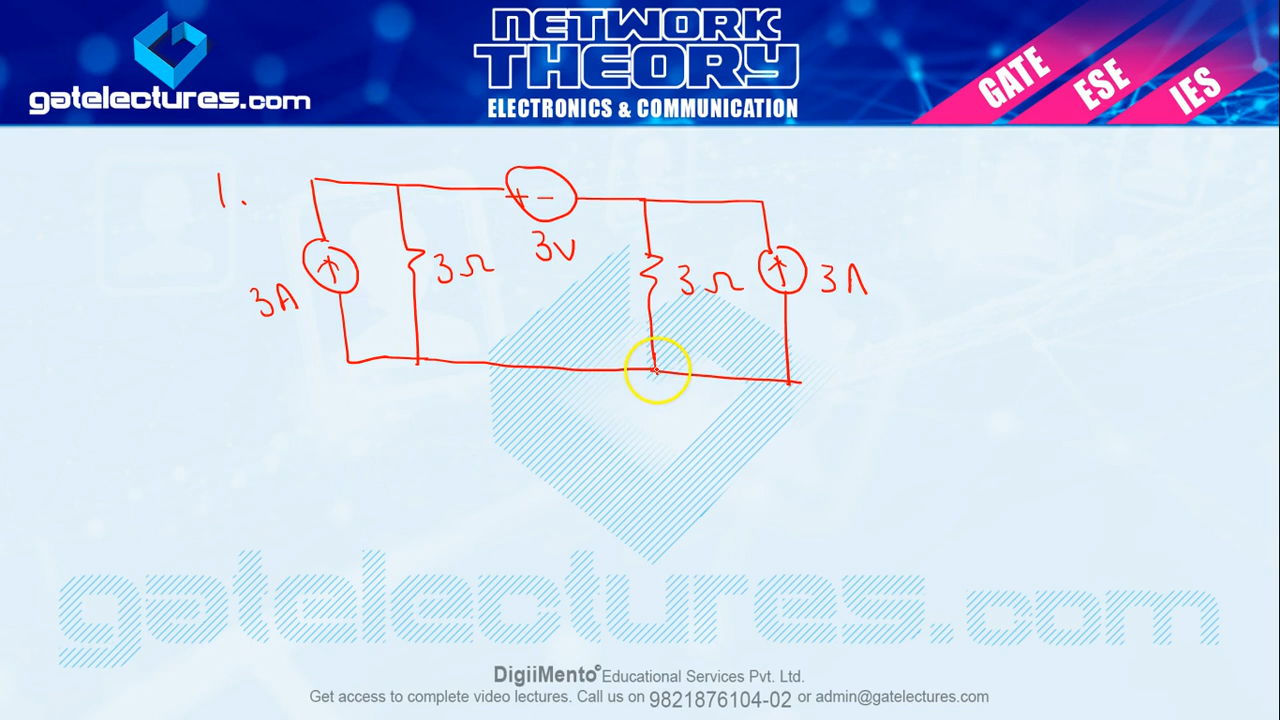 NETWORK
THEORY
ELECTRONICS & COMMUNICATION
gatelectures.com
GATE
ESE
IES
1.
+ -
3V
3A
3Ω
3Ω
3A
gatelectures.com
DigiiMento© Educational Services Pvt. Ltd.
Get access to complete video lectures. Call us on 9821876104-02 or admin@gatelectures.com